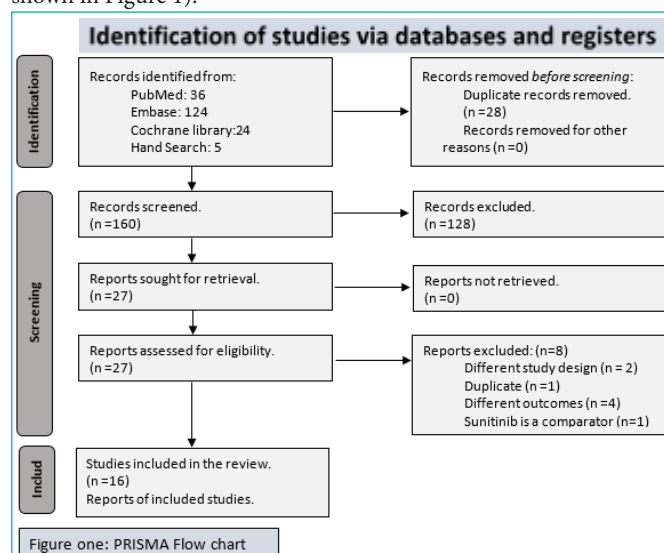 shown in Figure 1).
Identification of studies via databases and registers
Identification
Records identified from:
PubMed: 36
Embase: 124
Cochrane library:24
Hand Search: 5
Records removed before screening:
Duplicate records removed.
(n =28)
Records removed for other
reasons (n =0)
Screening
Records screened.
(n =160)
Records excluded.
(n =128)
Reports sought for retrieval.
(n =27)
Reports not retrieved.
(n =0)
Reports assessed for eligibility.
(n =27)
Reports excluded: (n=8)
Different study design (n = 2)
Duplicate (n =1)
Different outcomes (n =4)
Sunitinib is a comparator (n=1)
Includ
Studies included in the review.
(n =16)
Reports of included studies.
Figure one: PRISMA Flow chart